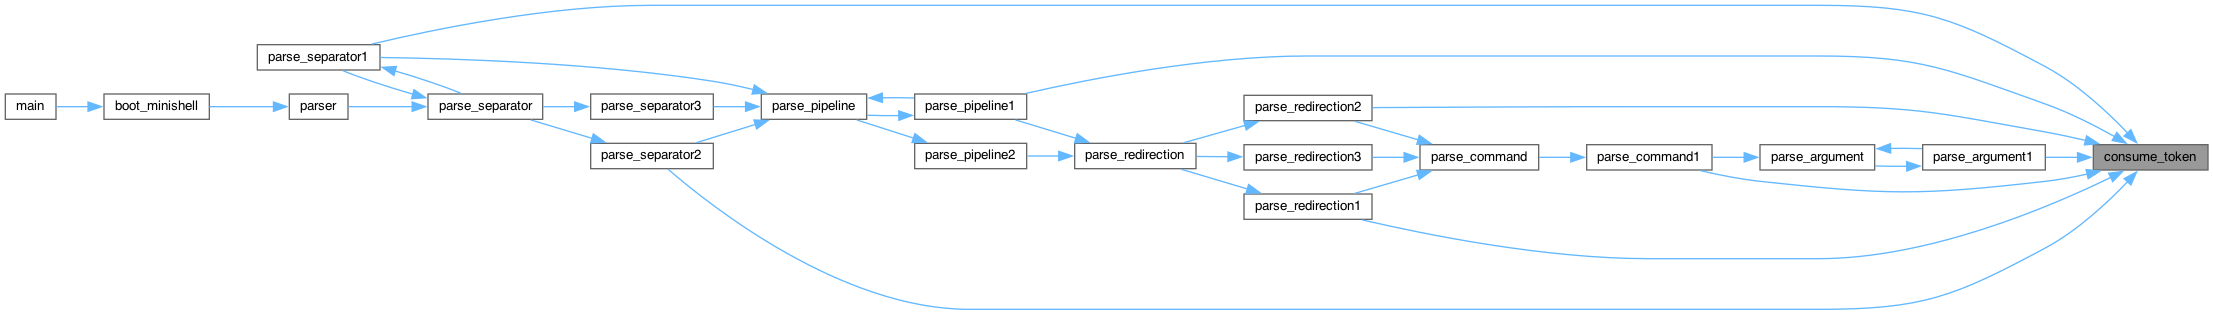 main
boot_minishell
parser
parse_separator1
parse_separator
parse_separator3
parse_separator2
parse_pipeline
parse_pipeline1
parse_pipeline2
parse_redirection
parse_redirection2
parse_redirection3
parse_redirection1
parse_command
parse_command1
parse_argument
parse_argument1
consume_token